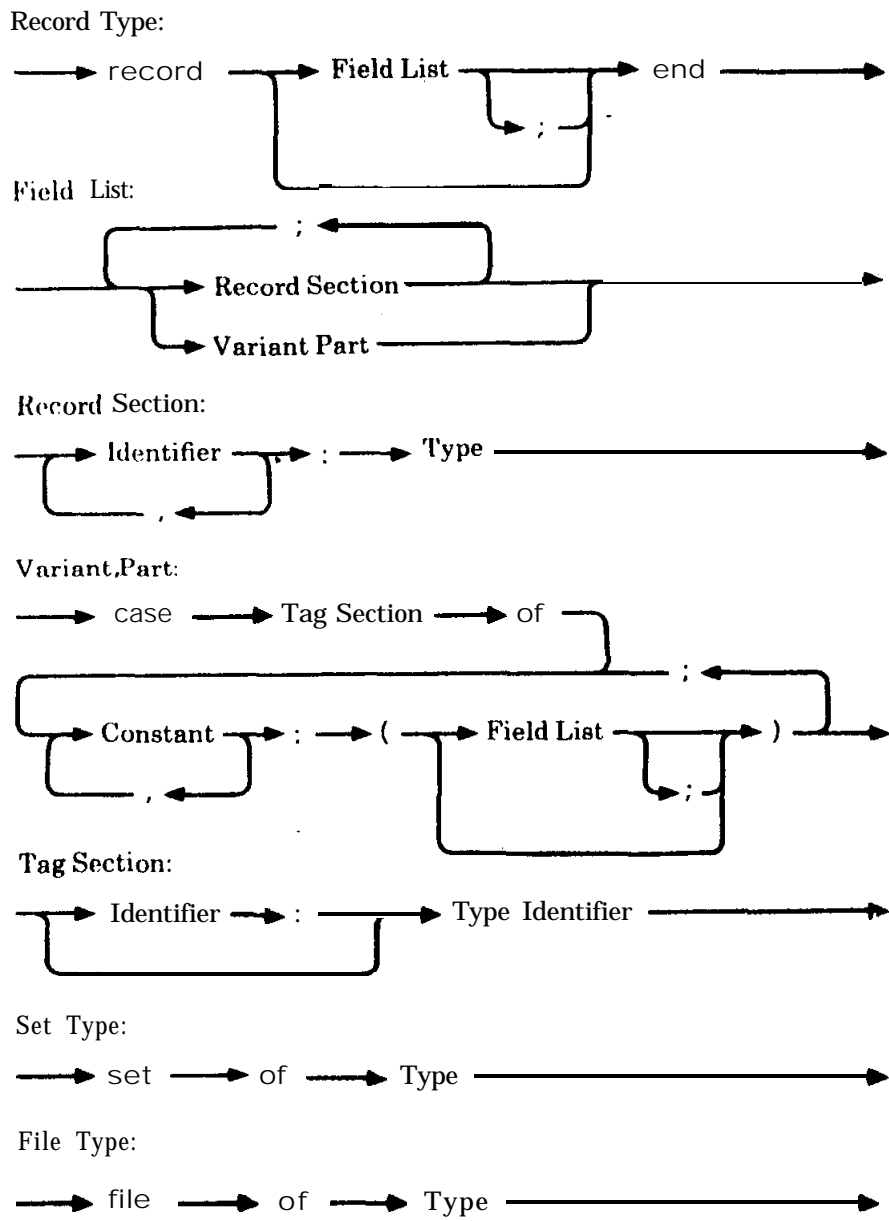 Record Type:
record Field List end
;
Field List:
;
Record Section
Variant Part
Record Section:
Identifier : Type
,
Variant,Part:
case Tag Section of
;
Constant : ( Field List )
, ;
Tag Section:
Identifier : Type Identifier
Set Type:
set of Type
File Type:
file of Type